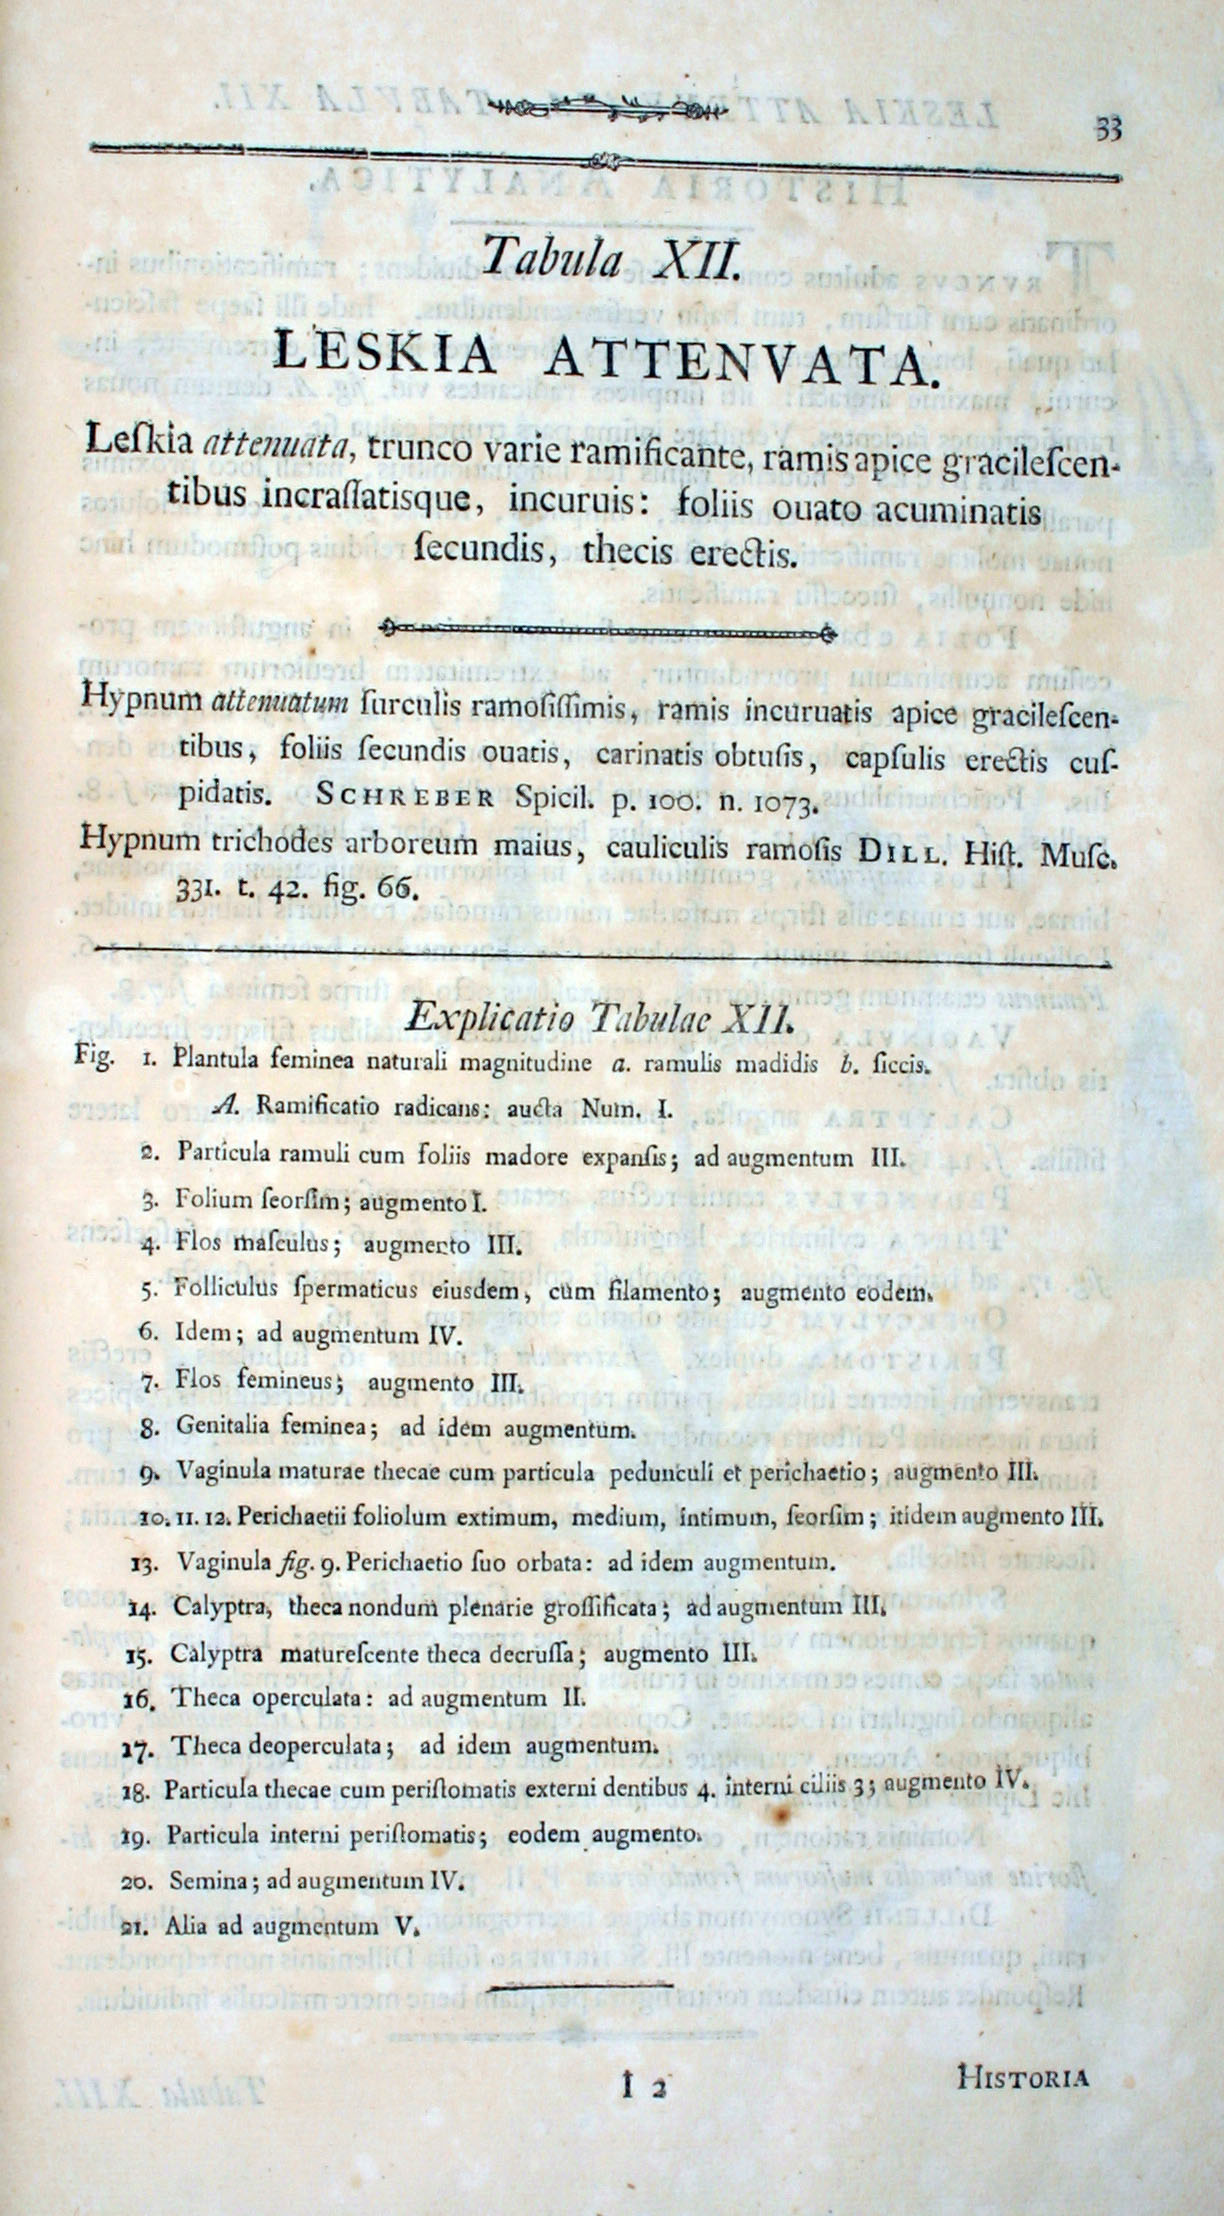 33
Tabula XII.
LESKIA ATTENVATA.
Leſkia attenuata, trunco varie ramificante, ramis apice gracileſcen-
tibus incraſſatisque, incuruis: foliis ouato acuminatis
ſecundis, thecis erectis.
Hypnum attenuatum ſurculis ramoſiſſimis, ramis incuruatis apice gracileſcen-
tibus, foliis ſecundis ouatis, carinatis obtuſis, capſulis erectis cuſ-
pidatis. SCHREBER Spicil. p. 100. n. 1073.
Hypnum trichodes arboreum maius, cauliculis ramoſis DILL. Hiſt. Muſc.
331. t. 42. fig. 66.
Explicatio Tabulae XII.
Fig. 1. Plantula feminea naturali magnitudine a. ramulis madidis b. ſiccis.
A. Ramificatio radicans: aucta Num. I.
2. Particula ramuli cum foliis madore expanſis; ad augmentum III.
3. Folium ſeorſim; augmento I.
4. Flos maſculus; augmento III.
5. Folliculus ſpermaticus eiusdem, cum filamento; augmento eodem.
6. Idem; ad augmentum IV.
7. Flos femineus; augmento III.
8. Genitalia feminea; ad idem augmentum.
9. Vaginula maturae thecae cum particula pedunculi et perichaetio; augmento III.
10. 11. 12. Perichaetii foliolum extimum, medium, intimum, ſeorſim; itidem augmento III.
13. Vaginula fig. 9. Perichaetio ſuo orbata: ad idem augmentum.
14. Calyptra, theca nondum plenarie groſſificata; ad augmentum III.
15. Calyptra matureſcente theca decruſſa; augmento III.
16. Theca operculata: ad augmentum II.
17. Theca deoperculata; ad idem augmentum.
18. Particula thecae cum periſtomatis externi dentibus 4. interni ciliis 3; augmento IV.
19. Particula interni periſtomatis; eodem augmento.
20. Semina; ad augmentum IV.
21. Alia ad augmentum V.
I 2
HISTORIA